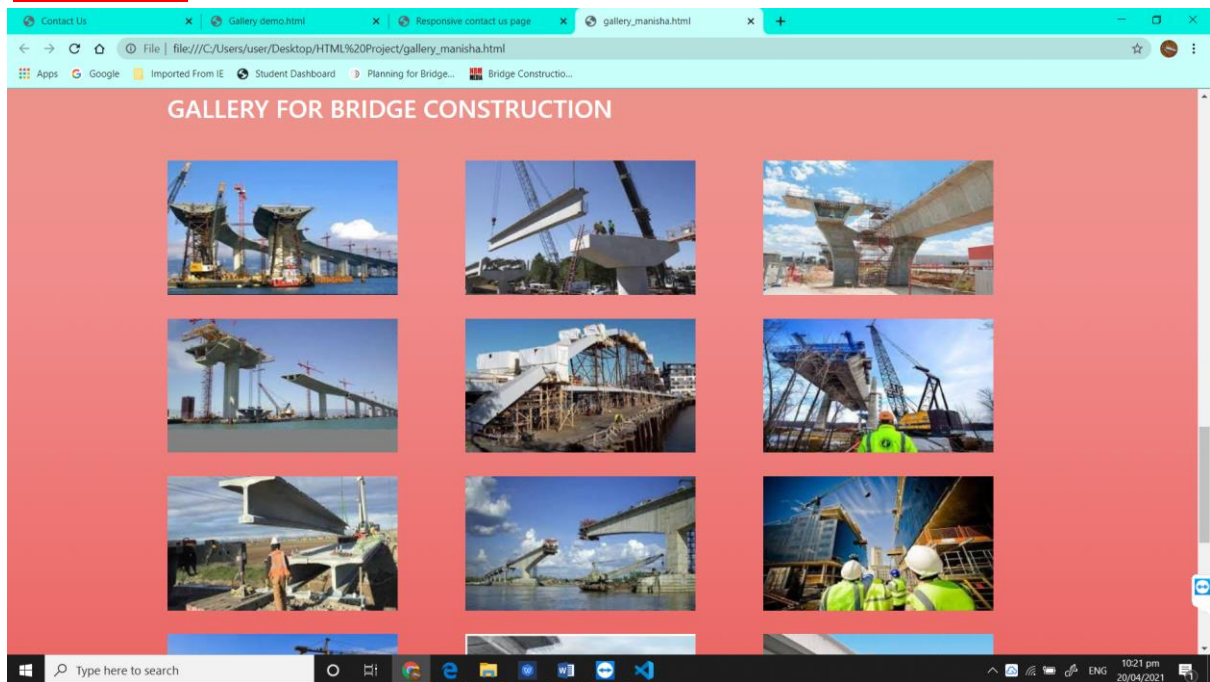 Contact Us
Gallery demo.html
Responsive contact us page
gallery_manisha.html
File | file:///C:/Users/user/Desktop/HTML%20Project/gallery_manisha.html
Apps
Google
Imported From IE
Student Dashboard
Planning for Bridge...
NBM MEDIA
Bridge Constructio...
GALLERY FOR BRIDGE CONSTRUCTION
Type here to search
ENG
10:21 pm
20/04/2021